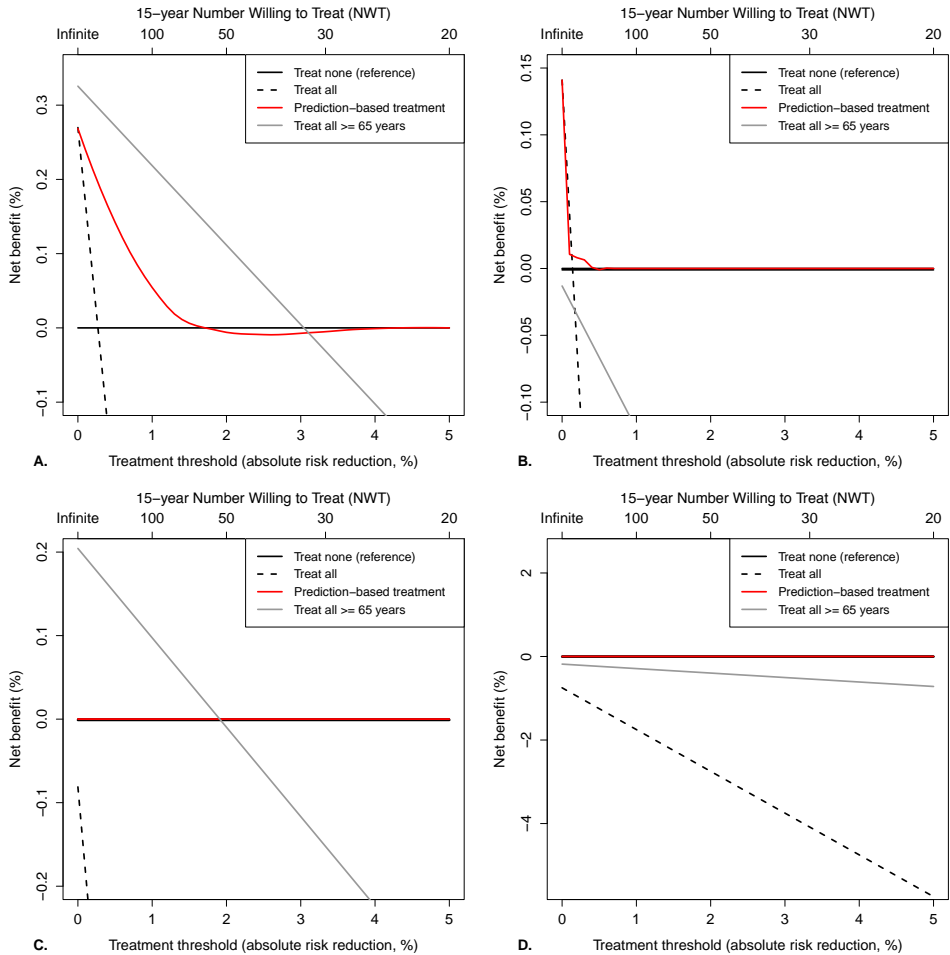 15−year Number Willing to Treat (NWT)
Infinite 100 50 30 20
Treat none (reference)
Treat all
Prediction−based treatment
Treat all >= 65 years
Net benefit (%)
0.3
0.2
0.1
0.0
−0.1
0 1 2 3 4 5
A. Treatment threshold (absolute risk reduction, %)
15−year Number Willing to Treat (NWT)
Infinite 100 50 30 20
Treat none (reference)
Treat all
Prediction−based treatment
Treat all >= 65 years
Net benefit (%)
0.15
0.10
0.05
0.00
−0.05
−0.10
0 1 2 3 4 5
B. Treatment threshold (absolute risk reduction, %)
15−year Number Willing to Treat (NWT)
Infinite 100 50 30 20
Treat none (reference)
Treat all
Prediction−based treatment
Treat all >= 65 years
Net benefit (%)
0.2
0.1
0.0
−0.1
−0.2
0 1 2 3 4 5
C. Treatment threshold (absolute risk reduction, %)
15−year Number Willing to Treat (NWT)
Infinite 100 50 30 20
Treat none (reference)
Treat all
Prediction−based treatment
Treat all >= 65 years
Net benefit (%)
2
0
−2
−4
0 1 2 3 4 5
D. Treatment threshold (absolute risk reduction, %)